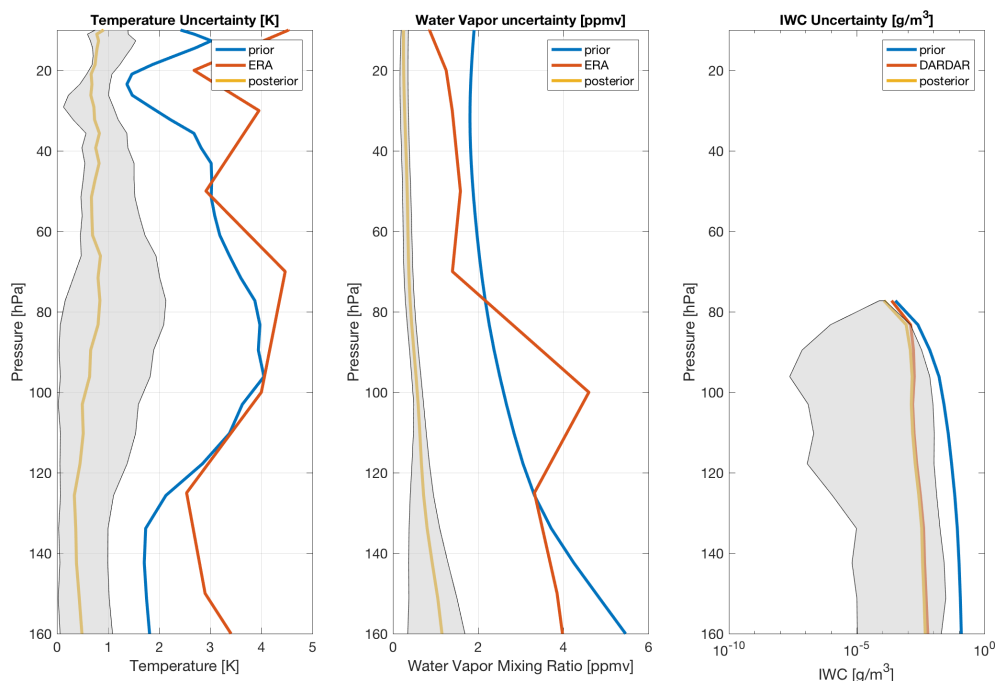 Temperature Uncertainty [K]
prior
ERA
posterior
20
40
60
80
100
120
140
160
Pressure [hPa]
0
1
2
3
4
5
Temperature [K]
Water Vapor uncertainty [ppmv]
prior
ERA
posterior
20
40
60
80
100
120
140
160
Pressure [hPa]
0
2
4
6
Water Vapor Mixing Ratio [ppmv]
IWC Uncertainty [g/m³]
prior
DARDAR
posterior
20
40
60
80
100
120
140
160
Pressure [hPa]
10⁻¹⁰
10⁻⁵
10⁰
IWC [g/m³]